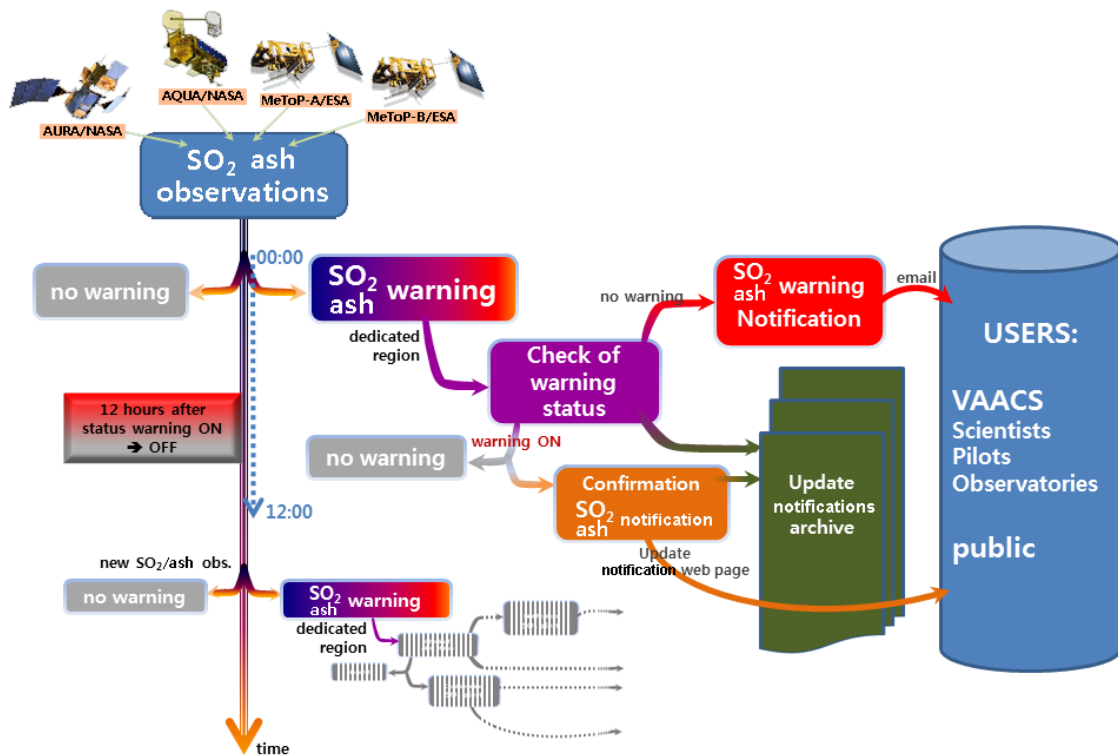 AQUA/NASA
MeToP-A/ESA
MeToP-B/ESA
AURA/NASA
SO2 ash
observations
00:00
no warning
SO2
ash warning
dedicated
region
no warning
SO2
ash warning
Notification
email
USERS:
VAACS
Scientists
Pilots
Observatories
public
Check of
warning
status
12 hours after
status warning ON
➔ OFF
warning ON
no warning
Confirmation
SO2
ash notification
Update
notifications
archive
12:00
Update
notification web page
new SO2/ash obs.
no warning
SO2
ash warning
dedicated
region
time